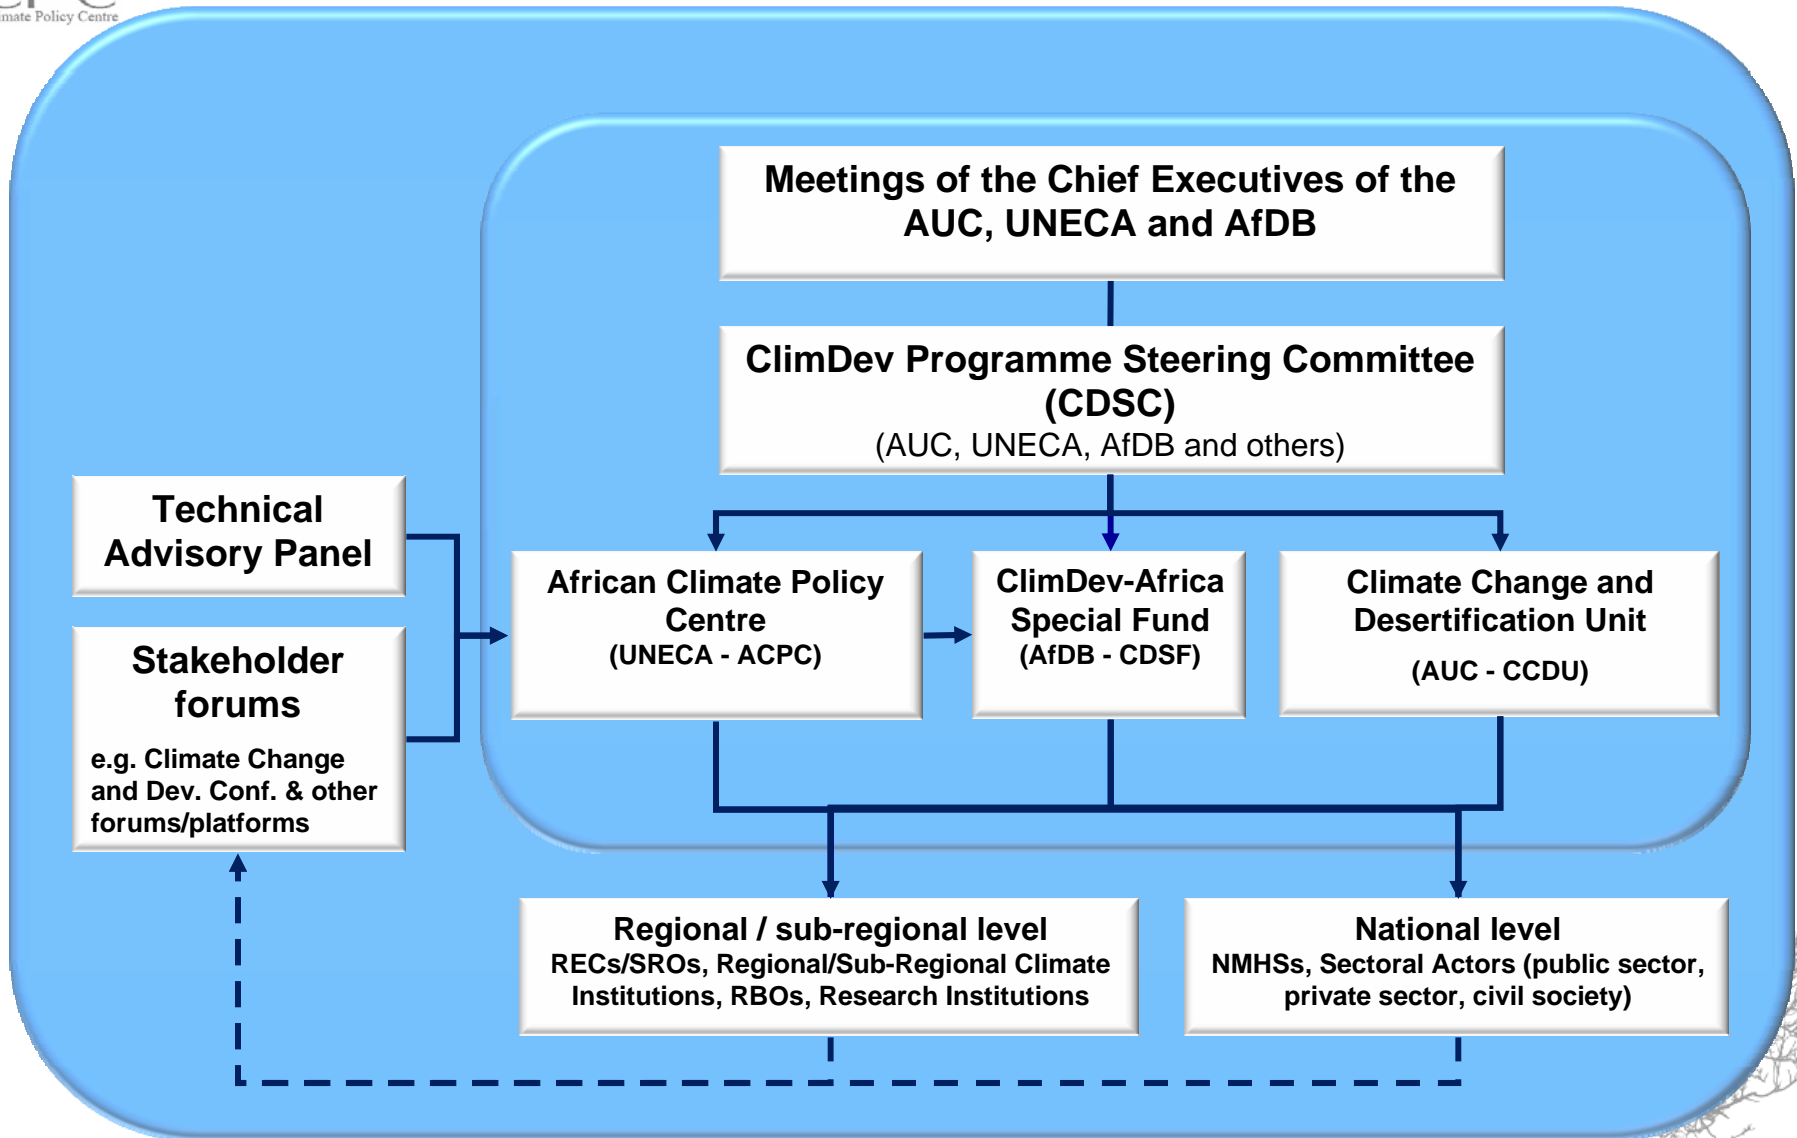 Climate Policy Centre
Meetings of the Chief Executives of the
AUC, UNECA and AfDB
ClimDev Programme Steering Committee
(CDSC)
(AUC, UNECA, AfDB and others)
Technical
Advisory Panel
Stakeholder
forums
e.g. Climate Change
and Dev. Conf. & other
forums/platforms
African Climate Policy
Centre
(UNECA - ACPC)
ClimDev-Africa
Special Fund
(AfDB - CDSF)
Climate Change and
Desertification Unit
(AUC - CCDU)
Regional / sub-regional level
RECs/SROs, Regional/Sub-Regional Climate
Institutions, RBOs, Research Institutions
National level
NMHSs, Sectoral Actors (public sector,
private sector, civil society)